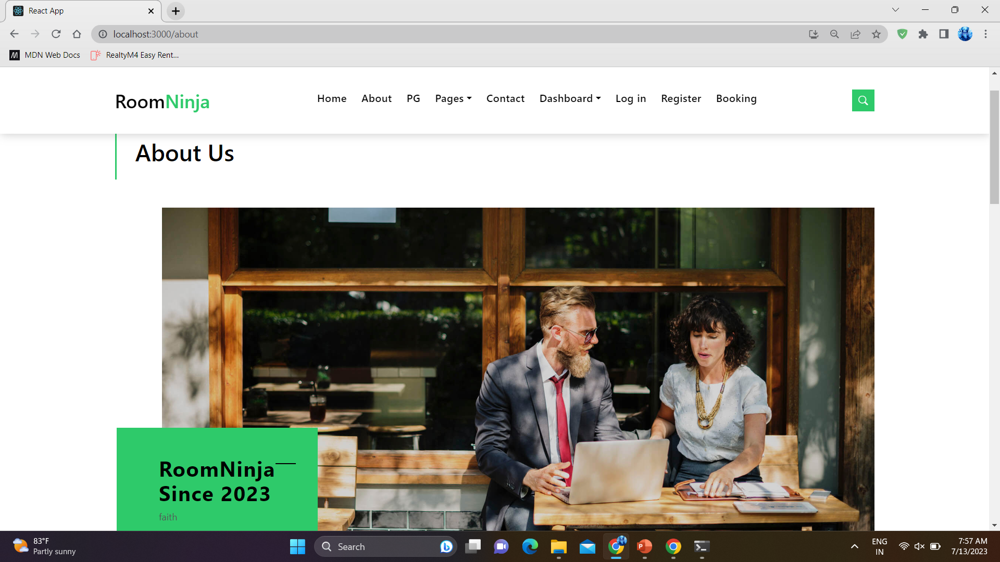 React App
localhost:3000/about
MDN Web Docs RealtyM4 Easy Rent...
RoomNinja Home About PG Pages Contact Dashboard Log in Register Booking
About Us
RoomNinja
Since 2023
faith
83°F
Partly sunny
Search
ENG
IN
7:57 AM
7/13/2023